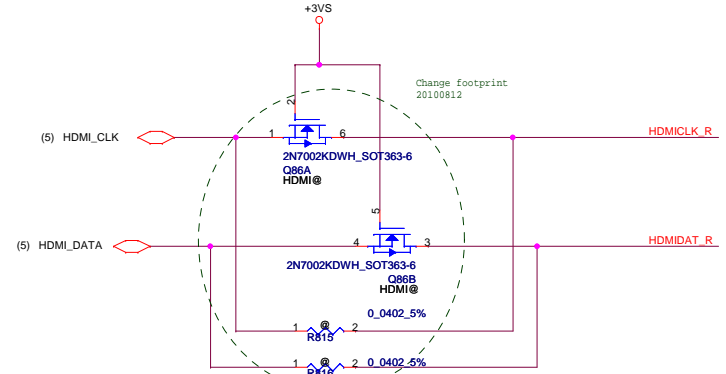 +3VS
Change footprint
20100812
2
(5) HDMI_CLK
1
6
HDMICLK_R
2N7002KDWH_SOT363-6
Q86A
HDMI@
5
(5) HDMI_DATA
4
3
HDMIDAT_R
2N7002KDWH_SOT363-6
Q86B
HDMI@
0_0402_5%
1 @ 2
R815
0_0402_5%
1 @ 2
R816